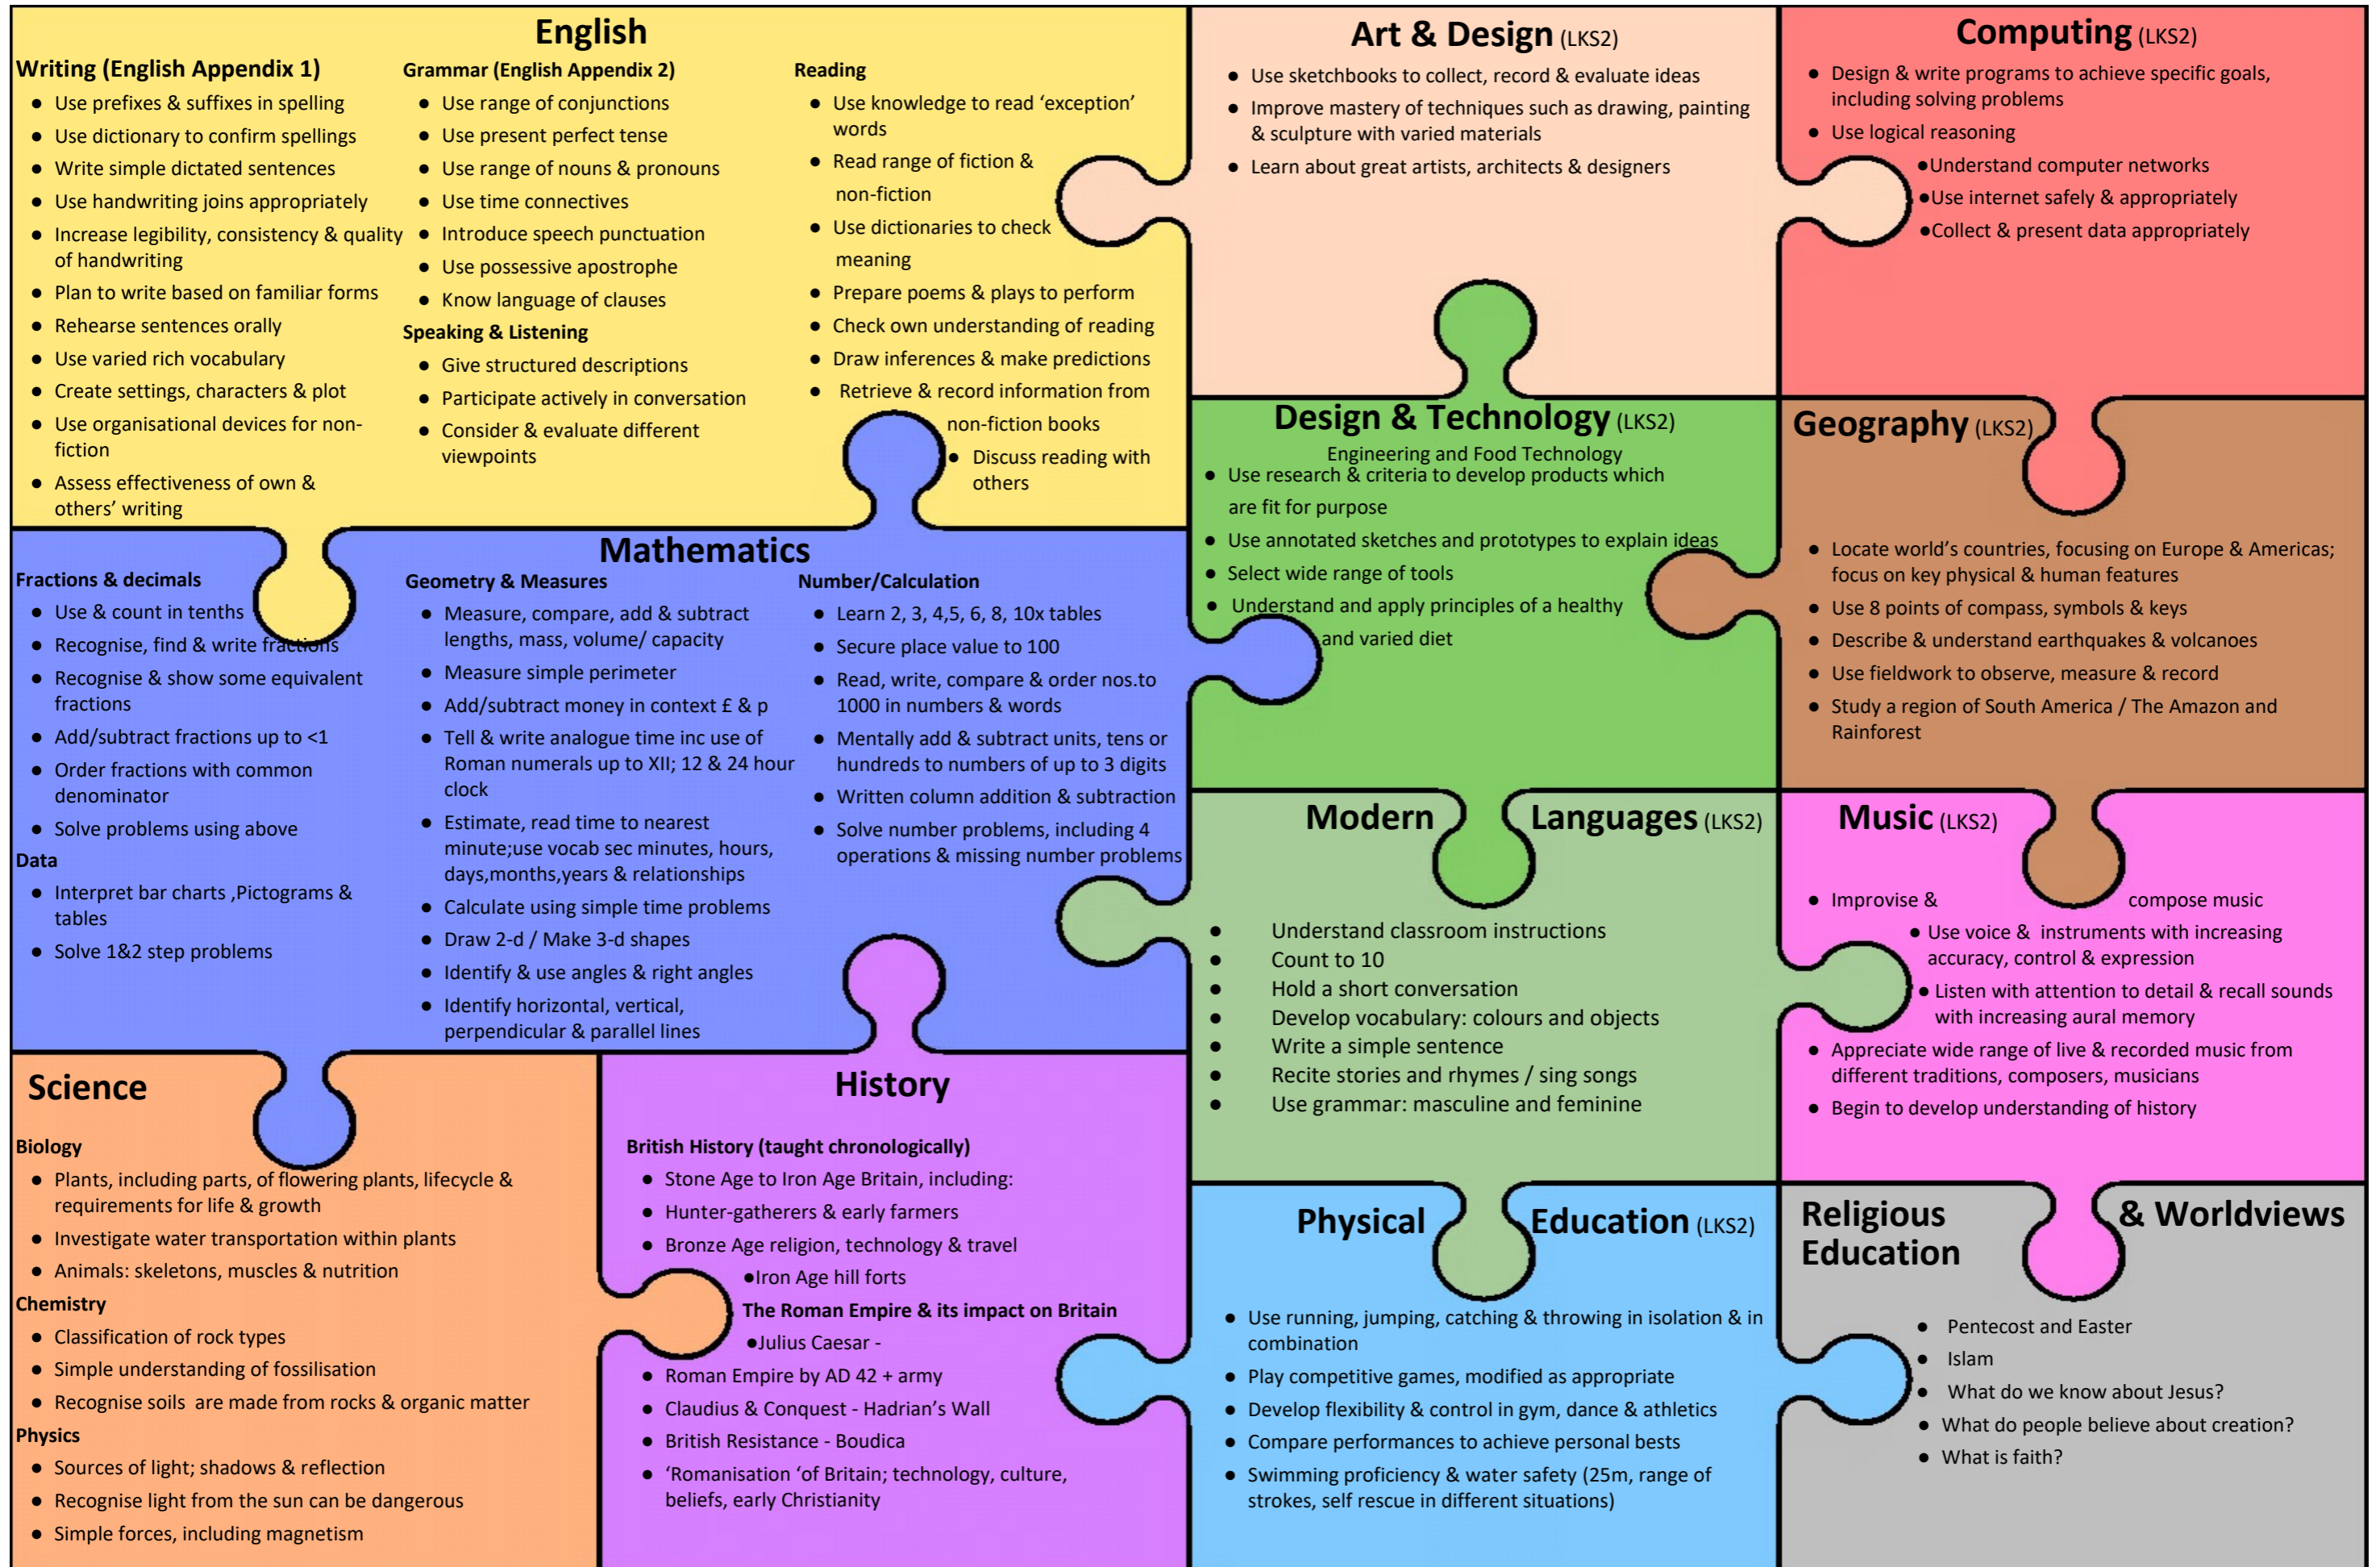 English
Writing (English Appendix 1)
● Use prefixes & suffixes in spelling
● Use dictionary to confirm spellings
● Write simple dictated sentences
● Use handwriting joins appropriately
● Increase legibility, consistency & quality
of handwriting
● Plan to write based on familiar forms
● Rehearse sentences orally
● Use varied rich vocabulary
● Create settings, characters & plot
● Use organisational devices for non-
fiction
● Assess effectiveness of own &
others’ writing
Grammar (English Appendix 2)
● Use range of conjunctions
● Use present perfect tense
● Use range of nouns & pronouns
● Use time connectives
● Introduce speech punctuation
● Use possessive apostrophe
● Know language of clauses
Speaking & Listening
● Give structured descriptions
● Participate actively in conversation
● Consider & evaluate different
viewpoints
Reading
● Use knowledge to read ‘exception’
words
● Read range of fiction &
non-fiction
● Use dictionaries to check
meaning
● Prepare poems & plays to perform
● Check own understanding of reading
● Draw inferences & make predictions
● Retrieve & record information from
non-fiction books
● Discuss reading with
others
Art & Design (LKS2)
● Use sketchbooks to collect, record & evaluate ideas
● Improve mastery of techniques such as drawing, painting
& sculpture with varied materials
● Learn about great artists, architects & designers
Computing (LKS2)
● Design & write programs to achieve specific goals,
including solving problems
● Use logical reasoning
●Understand computer networks
●Use internet safely & appropriately
●Collect & present data appropriately
Mathematics
Fractions & decimals
● Use & count in tenths
● Recognise, find & write fractions
● Recognise & show some equivalent
fractions
● Add/subtract fractions up to <1
● Order fractions with common
denominator
● Solve problems using above
Data
● Interpret bar charts ,Pictograms &
tables
● Solve 1&2 step problems
Geometry & Measures
● Measure, compare, add & subtract
lengths, mass, volume/ capacity
● Measure simple perimeter
● Add/subtract money in context £ & p
● Tell & write analogue time inc use of
Roman numerals up to XII; 12 & 24 hour
clock
● Estimate, read time to nearest
minute;use vocab sec minutes, hours,
days,months,years & relationships
● Calculate using simple time problems
● Draw 2-d / Make 3-d shapes
● Identify & use angles & right angles
● Identify horizontal, vertical,
perpendicular & parallel lines
Number/Calculation
● Learn 2, 3, 4,5, 6, 8, 10x tables
● Secure place value to 100
● Read, write, compare & order nos.to
1000 in numbers & words
● Mentally add & subtract units, tens or
hundreds to numbers of up to 3 digits
● Written column addition & subtraction
● Solve number problems, including 4
operations & missing number problems
Design & Technology (LKS2)
Engineering and Food Technology
● Use research & criteria to develop products which
are fit for purpose
● Use annotated sketches and prototypes to explain ideas
● Select wide range of tools
● Understand and apply principles of a healthy
and varied diet
Geography (LKS2)
● Locate world’s countries, focusing on Europe & Americas;
focus on key physical & human features
● Use 8 points of compass, symbols & keys
● Describe & understand earthquakes & volcanoes
● Use fieldwork to observe, measure & record
● Study a region of South America / The Amazon and
Rainforest
Modern Languages (LKS2)
● Understand classroom instructions
● Count to 10
● Hold a short conversation
● Develop vocabulary: colours and objects
● Write a simple sentence
● Recite stories and rhymes / sing songs
● Use grammar: masculine and feminine
Music (LKS2)
● Improvise & compose music
● Use voice & instruments with increasing
accuracy, control & expression
● Listen with attention to detail & recall sounds
with increasing aural memory
● Appreciate wide range of live & recorded music from
different traditions, composers, musicians
● Begin to develop understanding of history
Science
Biology
● Plants, including parts, of flowering plants, lifecycle &
requirements for life & growth
● Investigate water transportation within plants
● Animals: skeletons, muscles & nutrition
Chemistry
● Classification of rock types
● Simple understanding of fossilisation
● Recognise soils are made from rocks & organic matter
Physics
● Sources of light; shadows & reflection
● Recognise light from the sun can be dangerous
● Simple forces, including magnetism
History
British History (taught chronologically)
● Stone Age to Iron Age Britain, including:
● Hunter-gatherers & early farmers
● Bronze Age religion, technology & travel
●Iron Age hill forts
The Roman Empire & its impact on Britain
●Julius Caesar -
● Roman Empire by AD 42 + army
● Claudius & Conquest - Hadrian’s Wall
● British Resistance - Boudica
● ‘Romanisation ‘of Britain; technology, culture,
beliefs, early Christianity
Physical Education (LKS2)
● Use running, jumping, catching & throwing in isolation & in
combination
● Play competitive games, modified as appropriate
● Develop flexibility & control in gym, dance & athletics
● Compare performances to achieve personal bests
● Swimming proficiency & water safety (25m, range of
strokes, self rescue in different situations)
Religious & Worldviews
Education
● Pentecost and Easter
● Islam
● What do we know about Jesus?
● What do people believe about creation?
● What is faith?